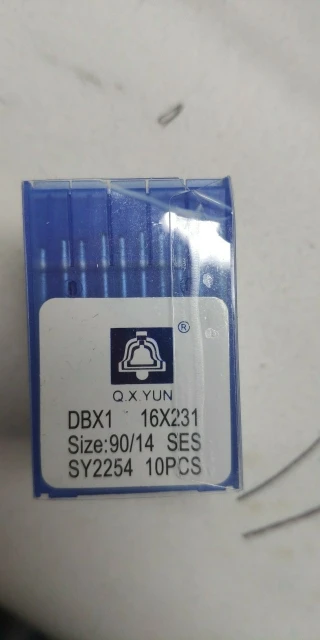 ®
Q.X.YUN
DBX1 16X231
Size:90/14 SES
SY2254 10PCS